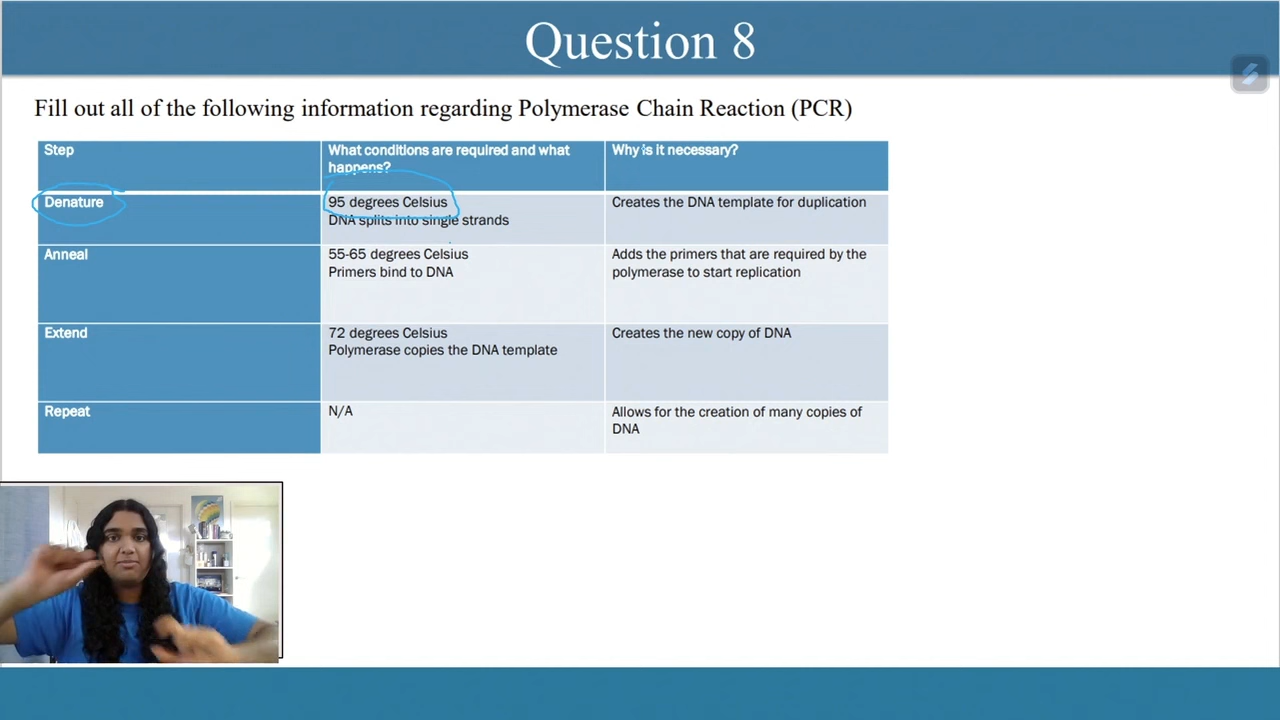 Question 8
Fill out all of the following information regarding Polymerase Chain Reaction (PCR)
Step
What conditions are required and what
happens?
Why is it necessary?
Denature
95 degrees Celsius
DNA splits into single strands
Creates the DNA template for duplication
Anneal
55-65 degrees Celsius
Primers bind to DNA
Adds the primers that are required by the
polymerase to start replication
Extend
72 degrees Celsius
Polymerase copies the DNA template
Creates the new copy of DNA
Repeat
N/A
Allows for the creation of many copies of
DNA